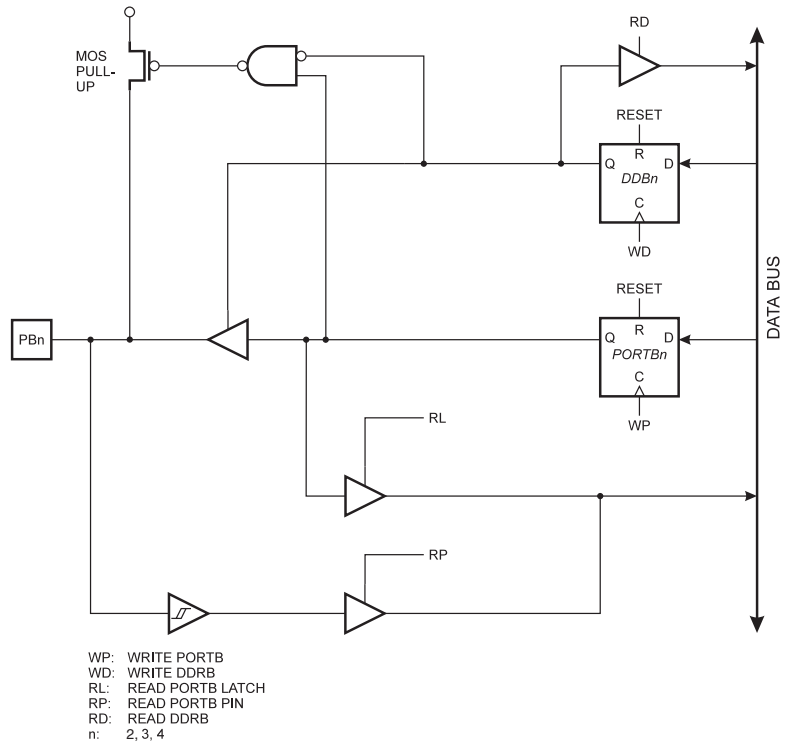 RD
MOS
PULL-
UP
RESET
R
Q
D
DDBn
C
WD
RESET
R
Q
D
PORTBn
C
WP
PBn
DATA BUS
RL
RP
WP: WRITE PORTB
WD: WRITE DDRB
RL: READ PORTB LATCH
RP: READ PORTB PIN
RD: READ DDRB
n: 2, 3, 4